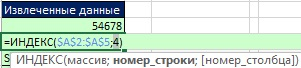 Извлеченные данные
54678
=ИНДЕКС($A$2:$A$5;4)
ИНДЕКС(массив; номер_строки; [номер_столбца])